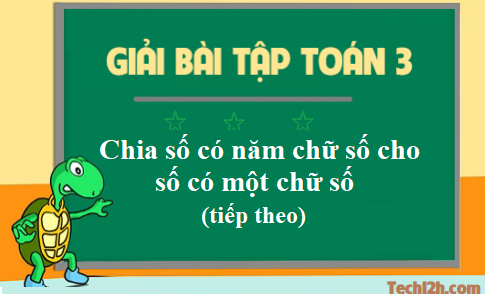 GIẢI BÀI TẬP TOÁN 3
Chia số có năm chữ số cho
số có một chữ số
(tiếp theo)
Tech12h.com